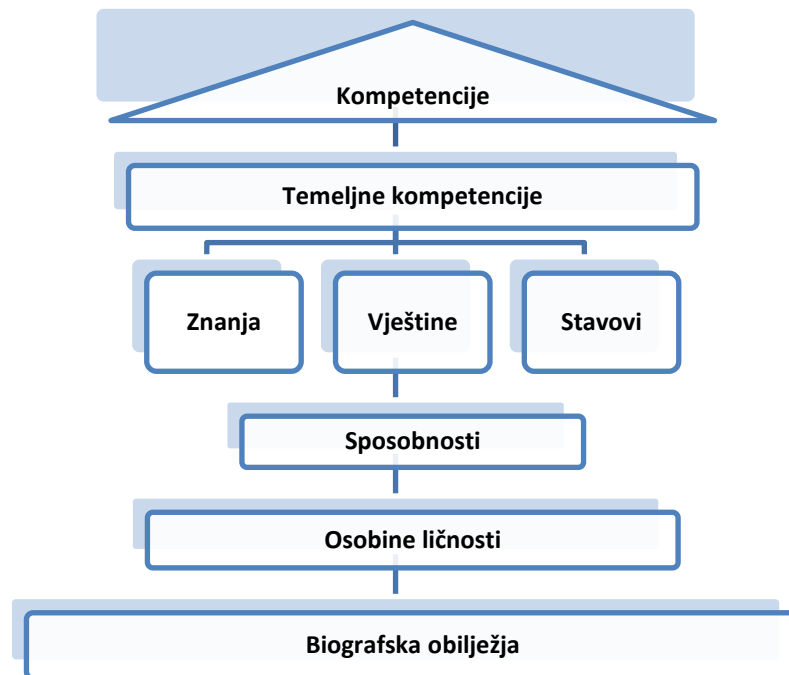 Kompetencije
Temeljne kompetencije
Znanja
Vještine
Stavovi
Sposobnosti
Osobine ličnosti
Biografska obilježja